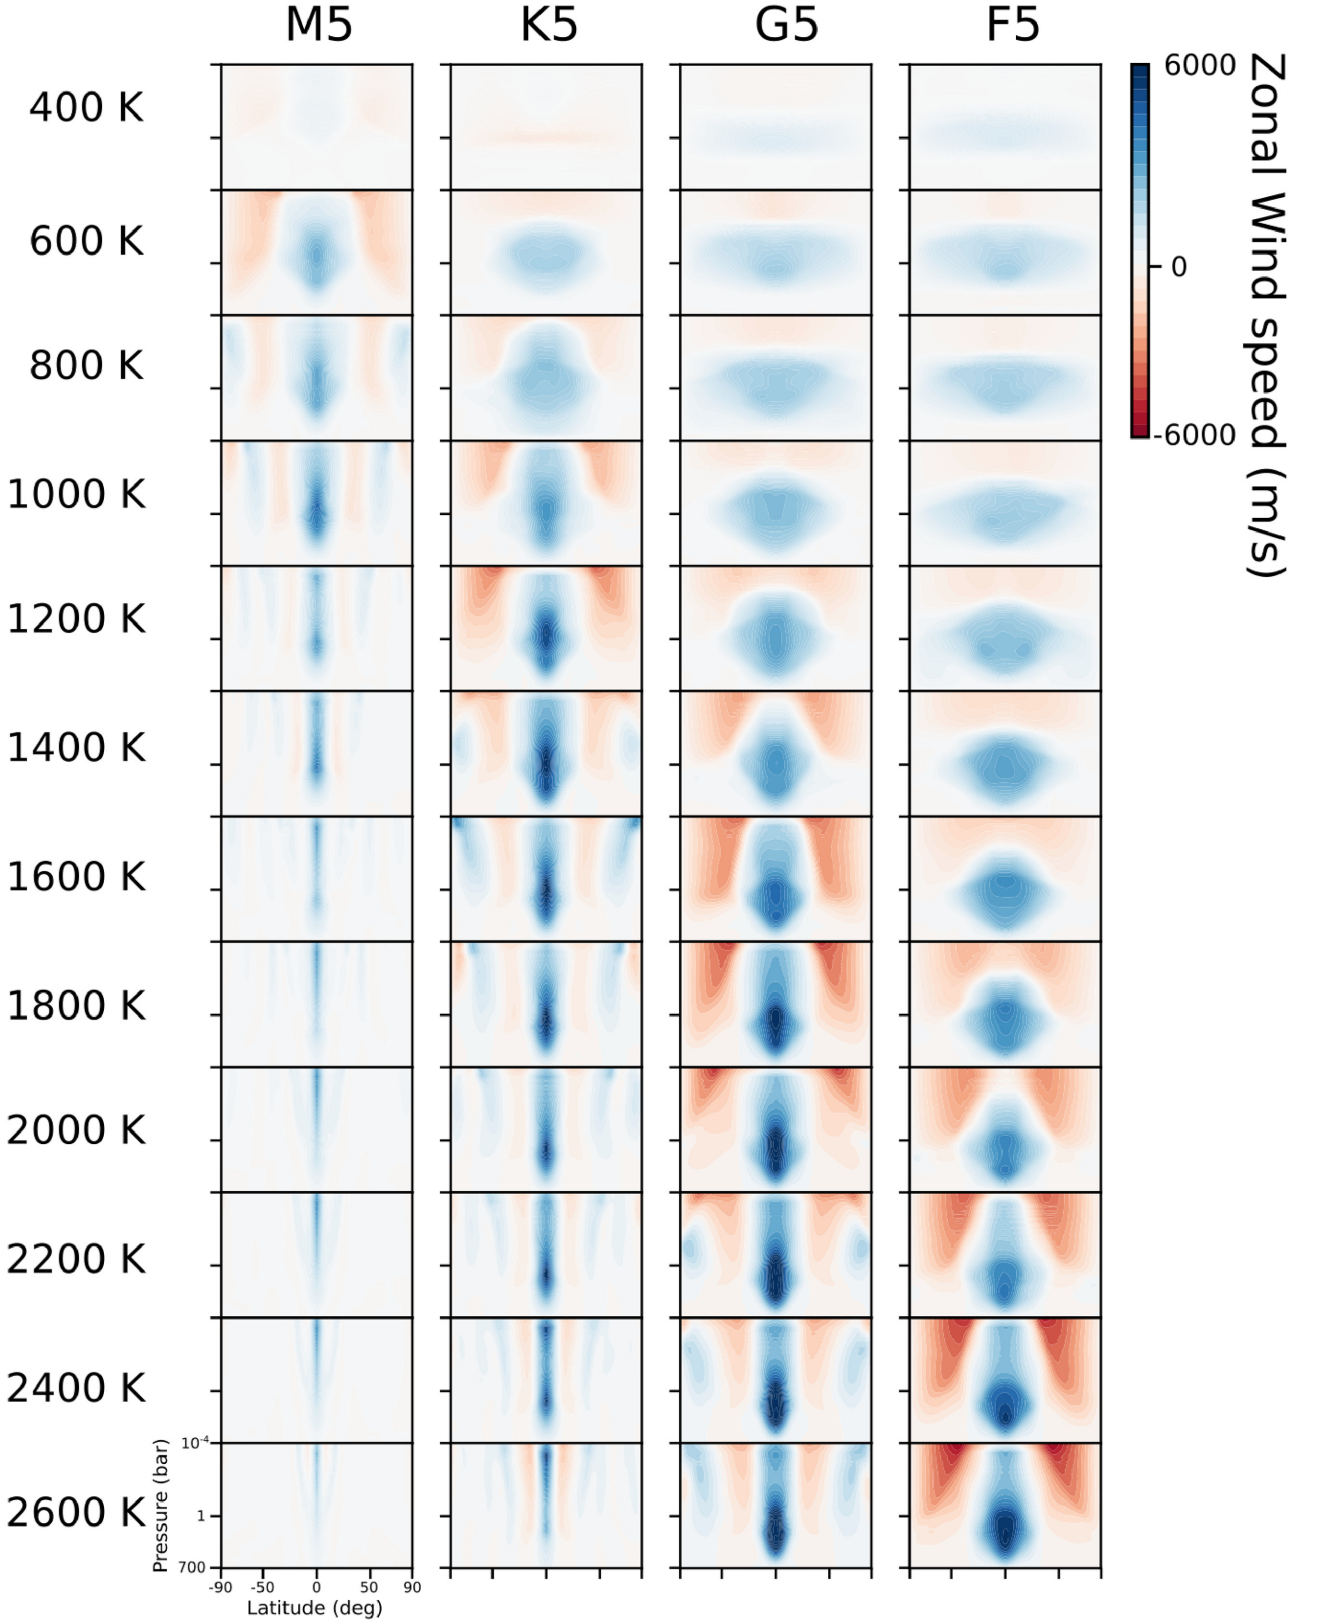 M5 K5 G5 F5
6000
0
-6000
Zonal Wind speed (m/s)
400 K
600 K
800 K
1000 K
1200 K
1400 K
1600 K
1800 K
2000 K
2200 K
2400 K
2600 K
10-4
1
700
Pressure (bar)
-90 -50 0 50 90
Latitude (deg)